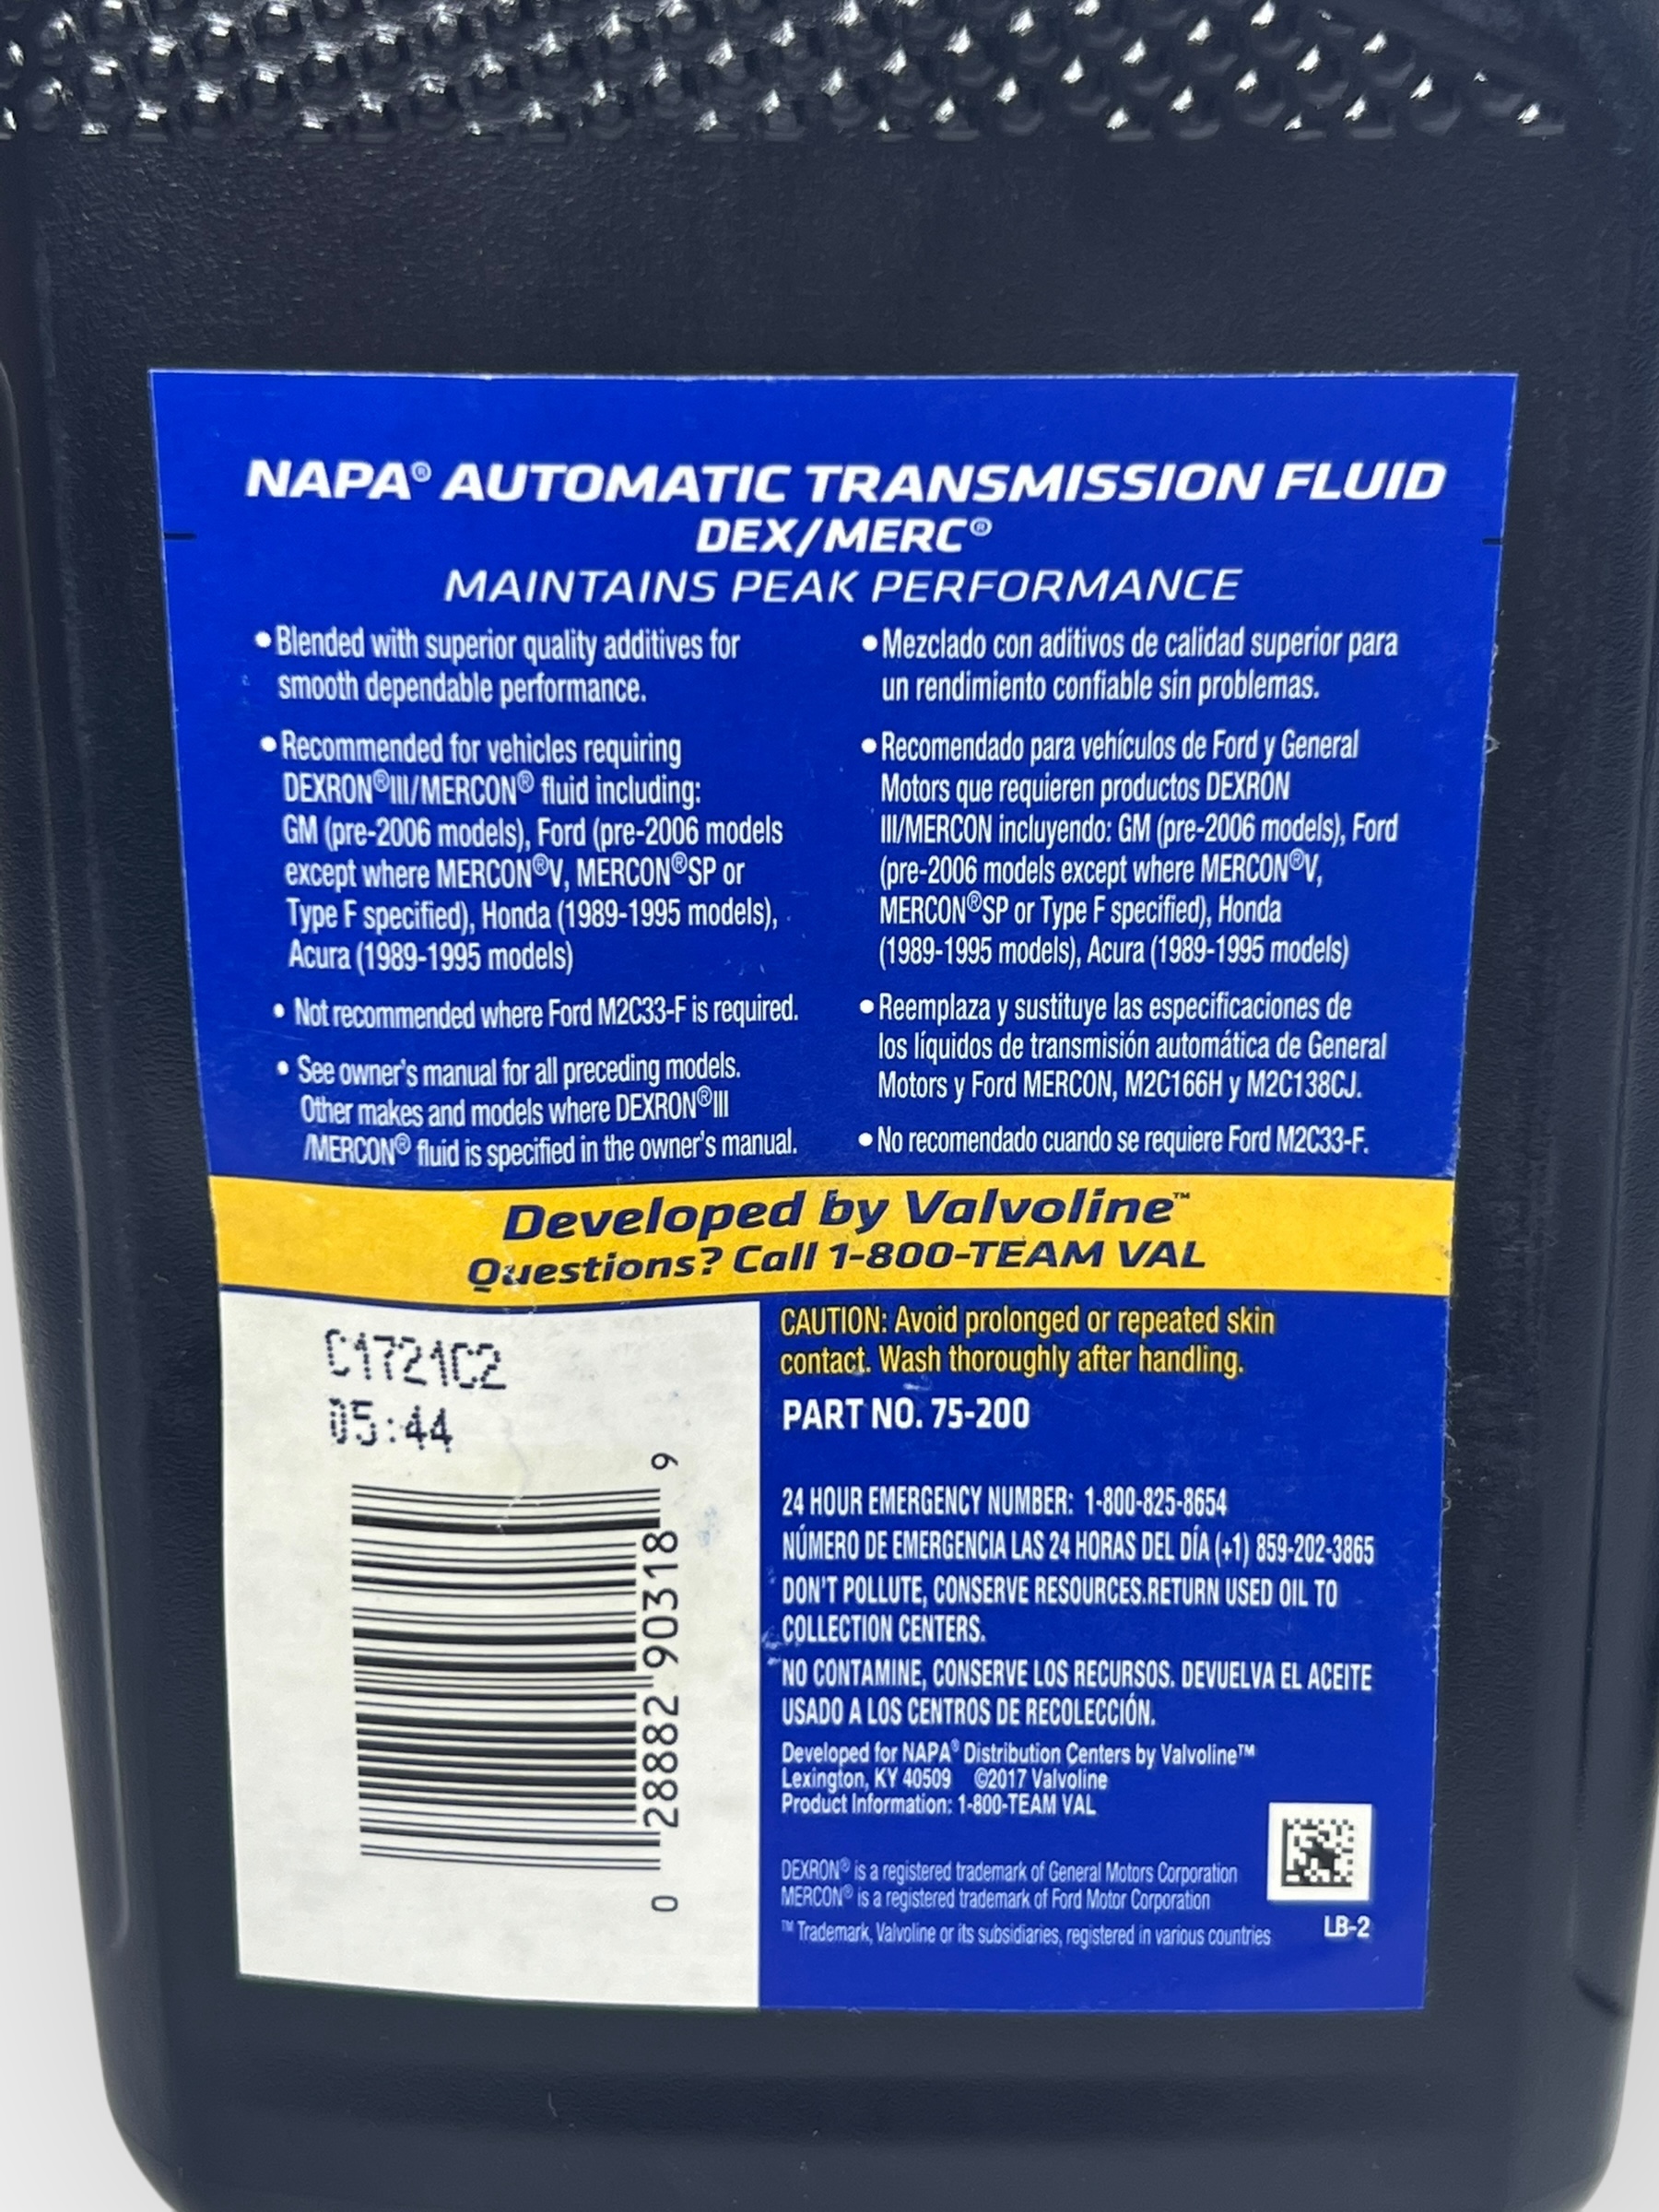 NAPA® AUTOMATIC TRANSMISSION FLUID
DEX/MERC®
MAINTAINS PEAK PERFORMANCE
• Blended with superior quality additives for
smooth dependable performance.
• Recommended for vehicles requiring
DEXRON®III/MERCON® fluid including:
GM (pre-2006 models), Ford (pre-2006 models
except where MERCON®V, MERCON®SP or
Type F specified), Honda (1989-1995 models),
Acura (1989-1995 models)
• Not recommended where Ford M2C33-F is required.
• See owner's manual for all preceding models.
Other makes and models where DEXRON®III
/MERCON® fluid is specified in the owner's manual.
• Mezclado con aditivos de calidad superior para
un rendimiento confiable sin problemas.
• Recomendado para vehículos de Ford y General
Motors que requieren productos DEXRON
III/MERCON incluyendo: GM (pre-2006 models), Ford
(pre-2006 models except where MERCON®V,
MERCON®SP or Type F specified), Honda
(1989-1995 models), Acura (1989-1995 models)
• Reemplaza y sustituye las especificaciones de
los líquidos de transmisión automática de General
Motors y Ford MERCON, M2C166H y M2C138CJ.
• No recomendado cuando se requiere Ford M2C33-F.
Developed by Valvoline™
Questions? Call 1-800-TEAM VAL
C1721C2
05:44
0 28882 90318 9
CAUTION: Avoid prolonged or repeated skin
contact. Wash thoroughly after handling.
PART NO. 75-200
24 HOUR EMERGENCY NUMBER: 1-800-825-8654
NÚMERO DE EMERGENCIA LAS 24 HORAS DEL DÍA (+1) 859-202-3865
DON'T POLLUTE, CONSERVE RESOURCES.RETURN USED OIL TO
COLLECTION CENTERS.
NO CONTAMINE, CONSERVE LOS RECURSOS. DEVUELVA EL ACEITE
USADO A LOS CENTROS DE RECOLECCIÓN.
Developed for NAPA® Distribution Centers by Valvoline™
Lexington, KY 40509 ©2017 Valvoline
Product Information: 1-800-TEAM VAL
DEXRON® is a registered trademark of General Motors Corporation
MERCON® is a registered trademark of Ford Motor Corporation
™ Trademark, Valvoline or its subsidiaries, registered in various countries
LB-2